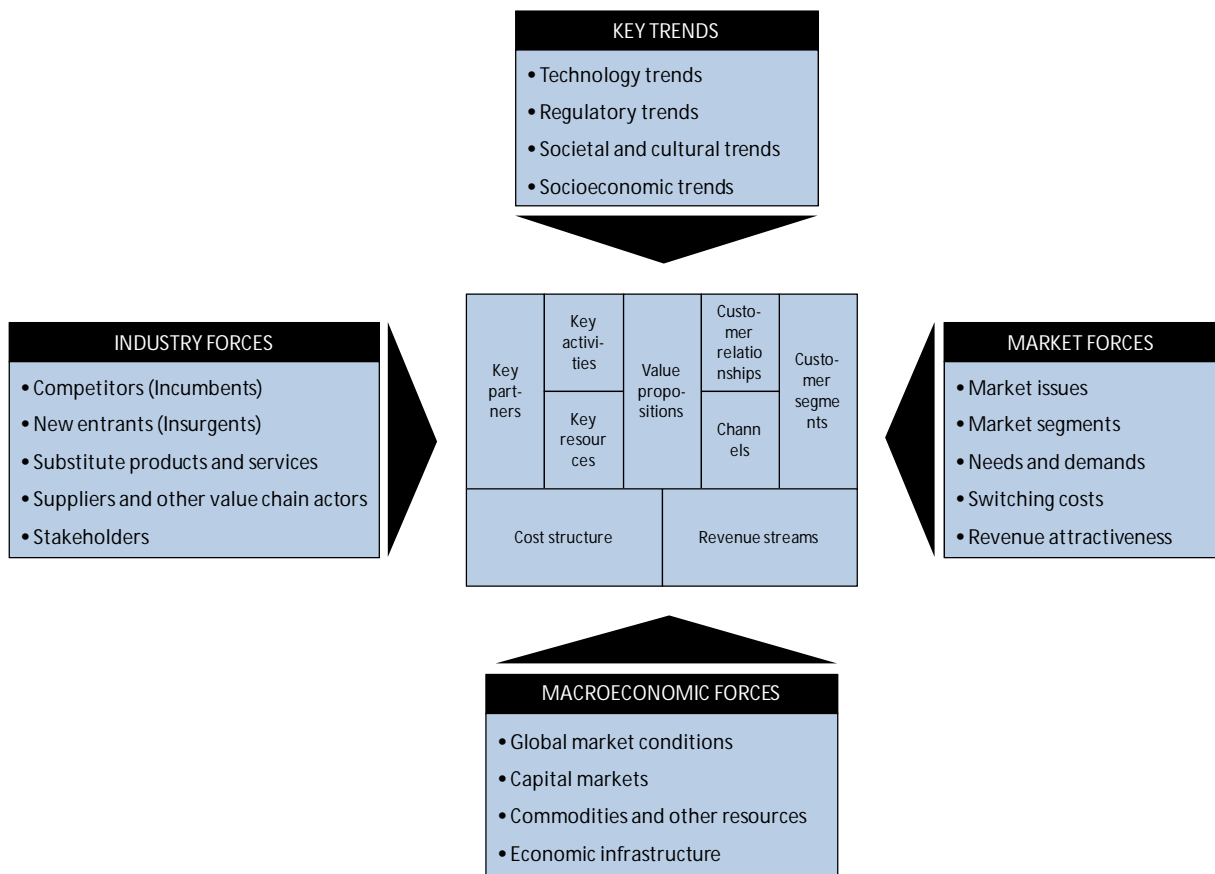 KEY TRENDS
• Technology trends
• Regulatory trends
• Societal and cultural trends
• Socioeconomic trends
INDUSTRY FORCES
• Competitors (Incumbents)
• New entrants (Insurgents)
• Substitute products and services
• Suppliers and other value chain actors
• Stakeholders
Key
part-
ners
Key
activi-
ties
Key
resour
ces
Value
propo-
sitions
Custo-
mer
relatio
nships
Chann
els
Custo-
mer
segme
nts
Cost structure
Revenue streams
MARKET FORCES
• Market issues
• Market segments
• Needs and demands
• Switching costs
• Revenue attractiveness
MACROECONOMIC FORCES
• Global market conditions
• Capital markets
• Commodities and other resources
• Economic infrastructure